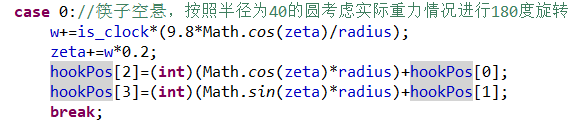 case 0://筷子空悬，按照半径为40的圆考虑实际重力情况进行180度旋转
w+=is_clock*(9.8*Math.cos(zeta)/radius);
zeta+=w*0.2;
hookPos[2]=(int)(Math.cos(zeta)*radius)+hookPos[0];
hookPos[3]=(int)(Math.sin(zeta)*radius)+hookPos[1];
break;